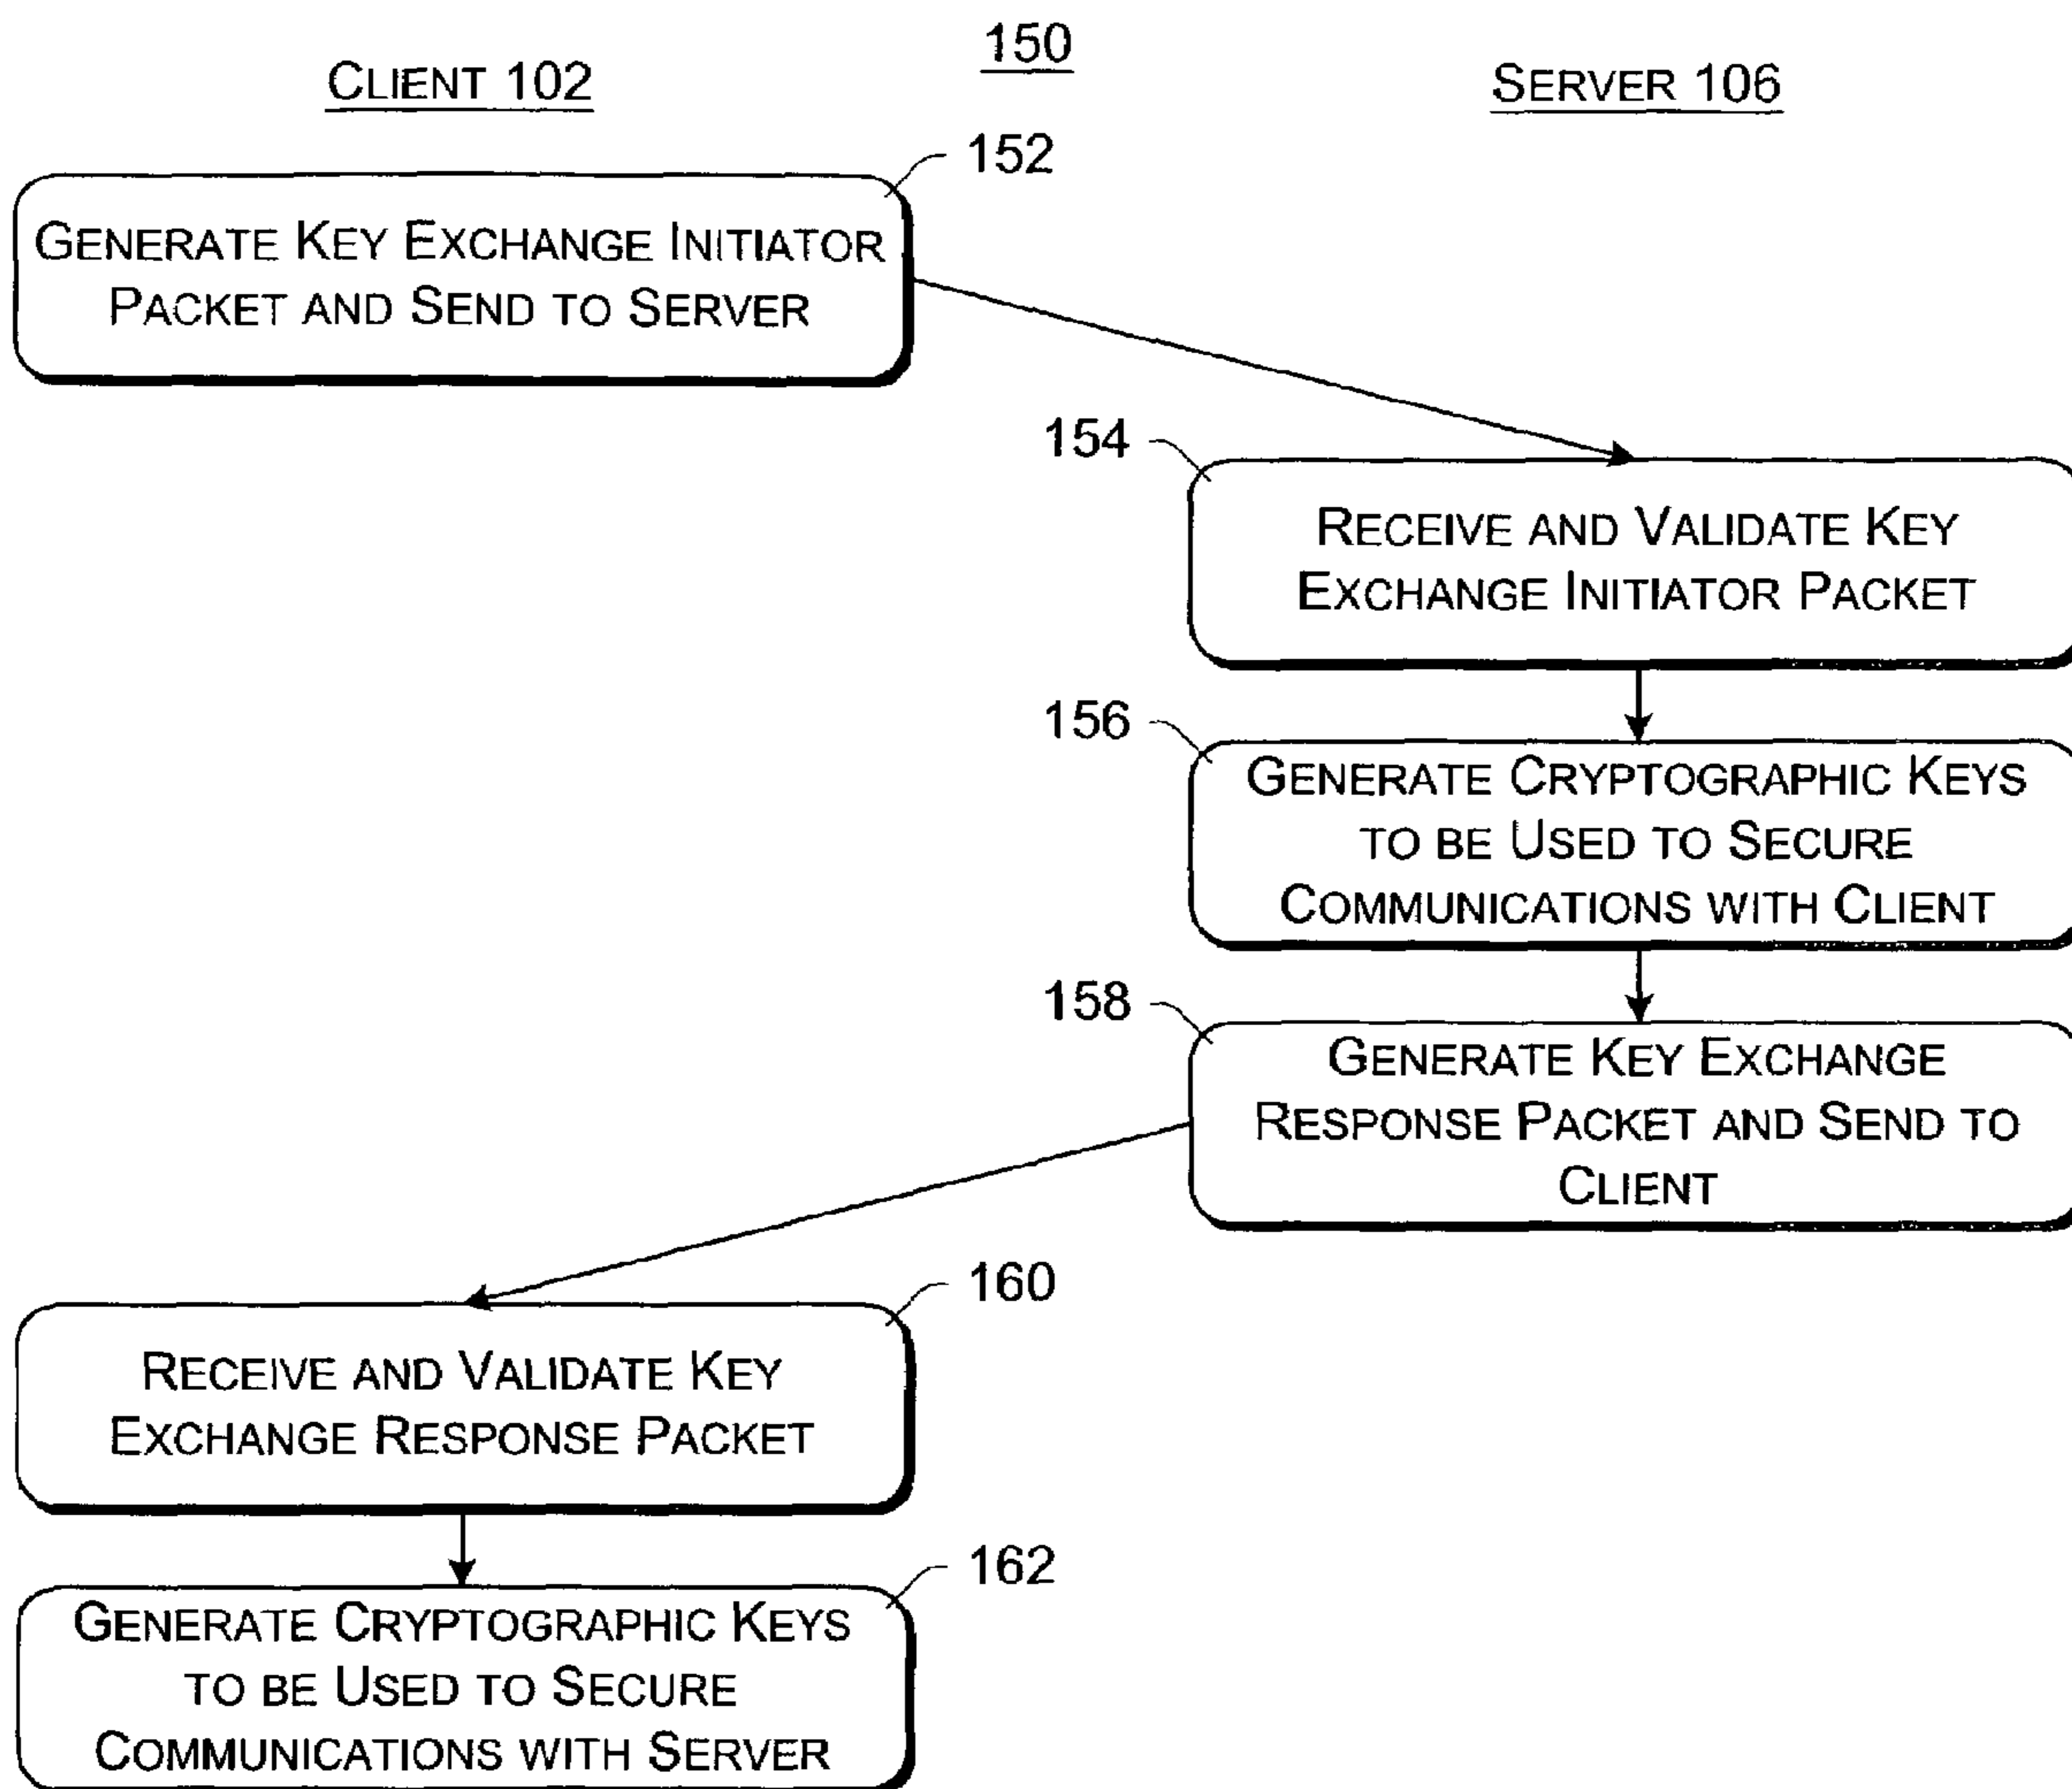 150
CLIENT 102
SERVER 106
152
GENERATE KEY EXCHANGE INITIATOR
PACKET AND SEND TO SERVER
154
RECEIVE AND VALIDATE KEY
EXCHANGE INITIATOR PACKET
156
GENERATE CRYPTOGRAPHIC KEYS
TO BE USED TO SECURE
COMMUNICATIONS WITH CLIENT
158
GENERATE KEY EXCHANGE
RESPONSE PACKET AND SEND TO
CLIENT
160
RECEIVE AND VALIDATE KEY
EXCHANGE RESPONSE PACKET
162
GENERATE CRYPTOGRAPHIC KEYS
TO BE USED TO SECURE
COMMUNICATIONS WITH SERVER